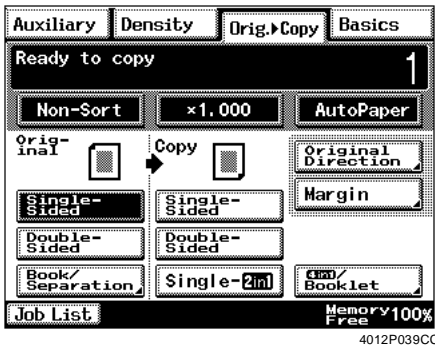 Auxiliary Density Orig.▸Copy Basics
Ready to copy 1
Non-Sort ×1.000 AutoPaper
Orig-
inal
Copy
Original
Direction
Margin
Single-
Sided
Single-
Sided
Double-
Sided
Double-
Sided
Book/
Separation
Single-2in1
4in1/
Booklet
Job List
Memory
Free 100%
4012P039CC